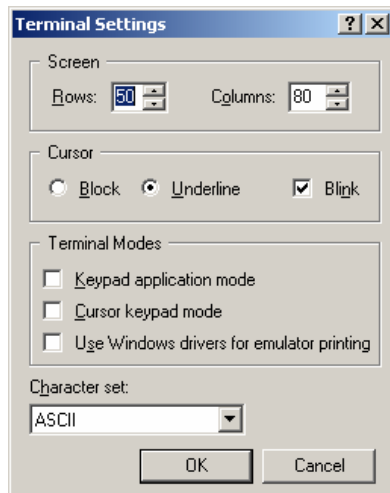 Terminal Settings
Screen
Rows: 50 Columns: 80
Cursor
Block Underline Blink
Terminal Modes
Keypad application mode
Cursor keypad mode
Use Windows drivers for emulator printing
Character set:
ASCII
OK Cancel